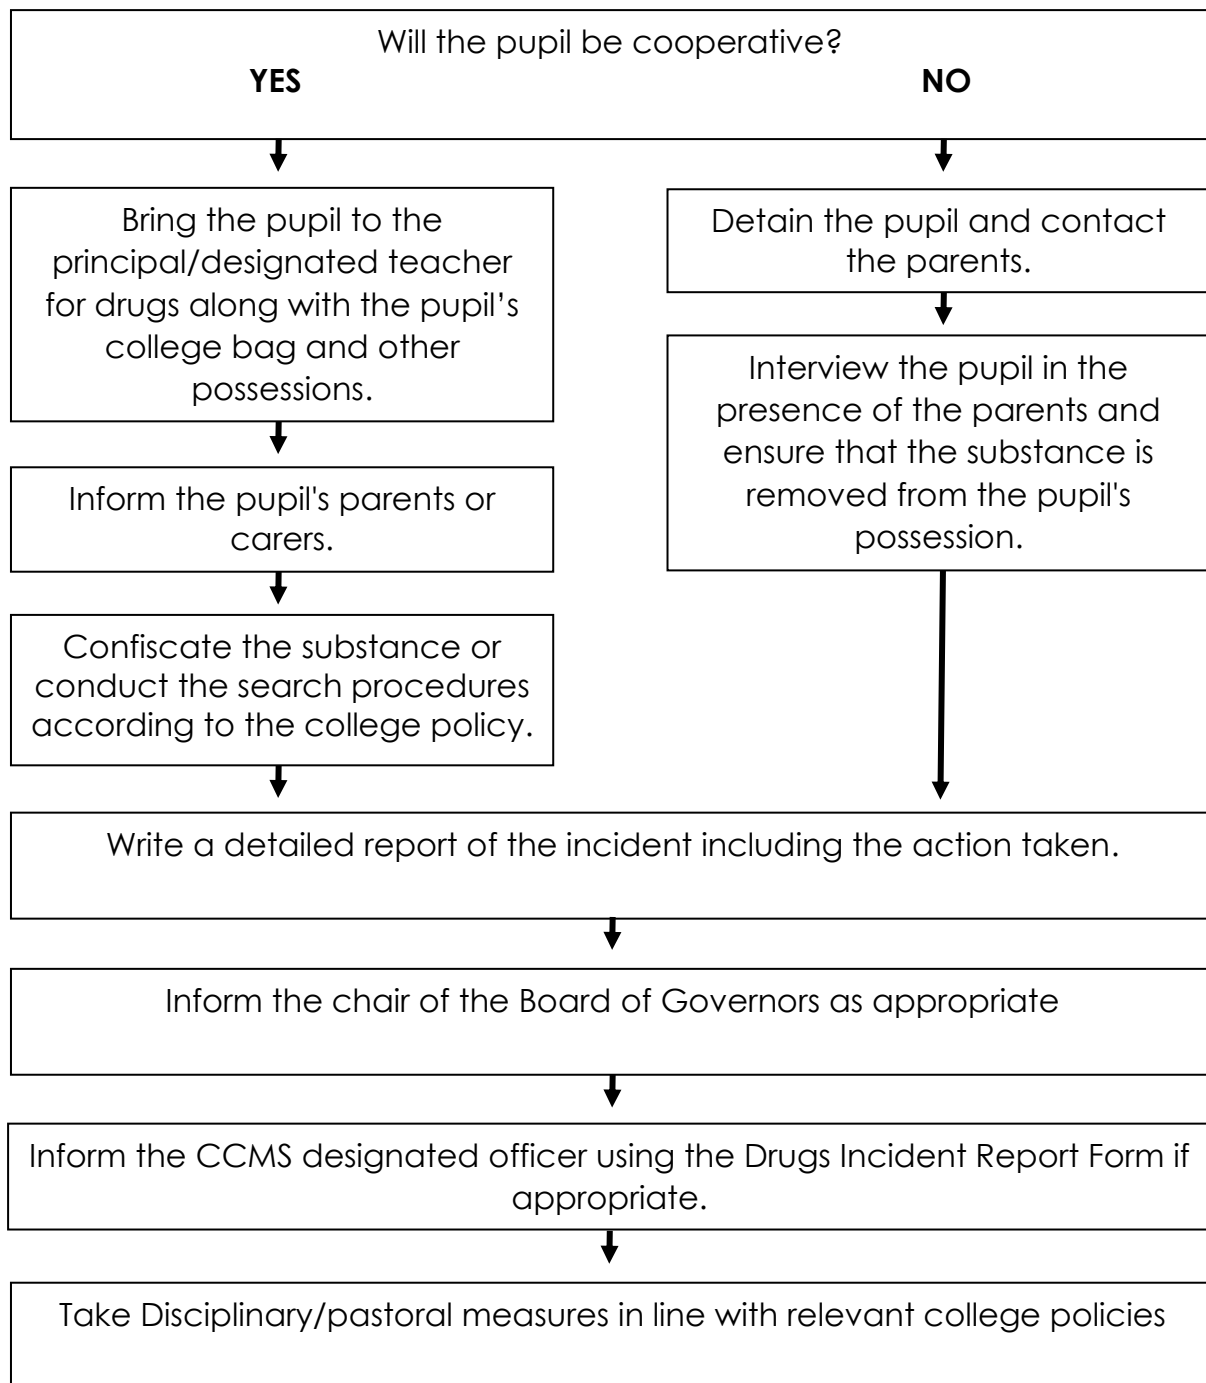 Will the pupil be cooperative?
YES
NO
Bring the pupil to the
principal/designated teacher
for drugs along with the pupil’s
college bag and other
possessions.
Inform the pupil's parents or
carers.
Confiscate the substance or
conduct the search procedures
according to the college policy.
Detain the pupil and contact
the parents.
Interview the pupil in the
presence of the parents and
ensure that the substance is
removed from the pupil's
possession.
Write a detailed report of the incident including the action taken.
Inform the chair of the Board of Governors as appropriate
Inform the CCMS designated officer using the Drugs Incident Report Form if
appropriate.
Take Disciplinary/pastoral measures in line with relevant college policies